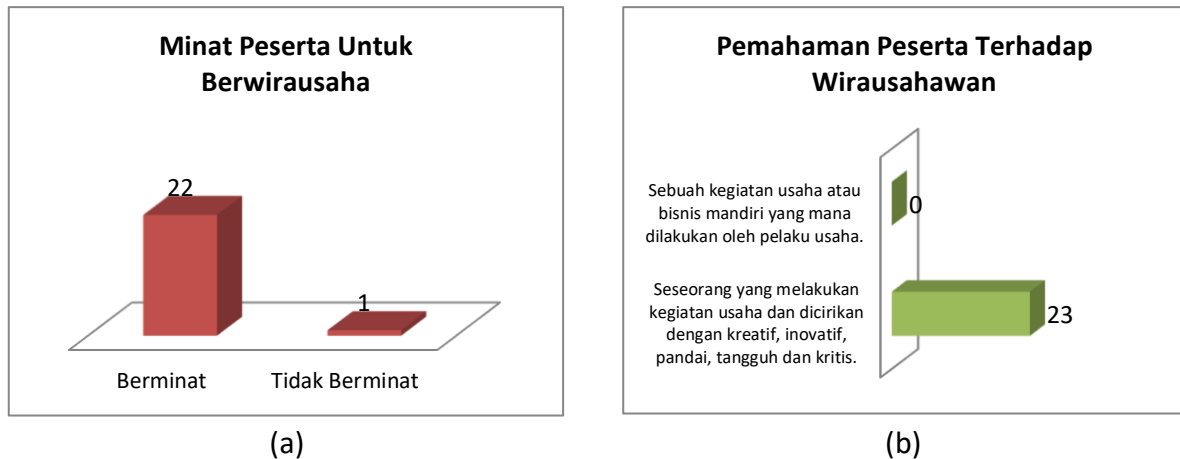 Minat Peserta Untuk
Berwirausaha
22
1
Berminat
Tidak Berminat
(a)
Pemahaman Peserta Terhadap
Wirausahawan
Sebuah kegiatan usaha atau
bisnis mandiri yang mana
dilakukan oleh pelaku usaha.
0
Seseorang yang melakukan
kegiatan usaha dan dicirikan
dengan kreatif, inovatif,
pandai, tangguh dan kritis.
23
(b)